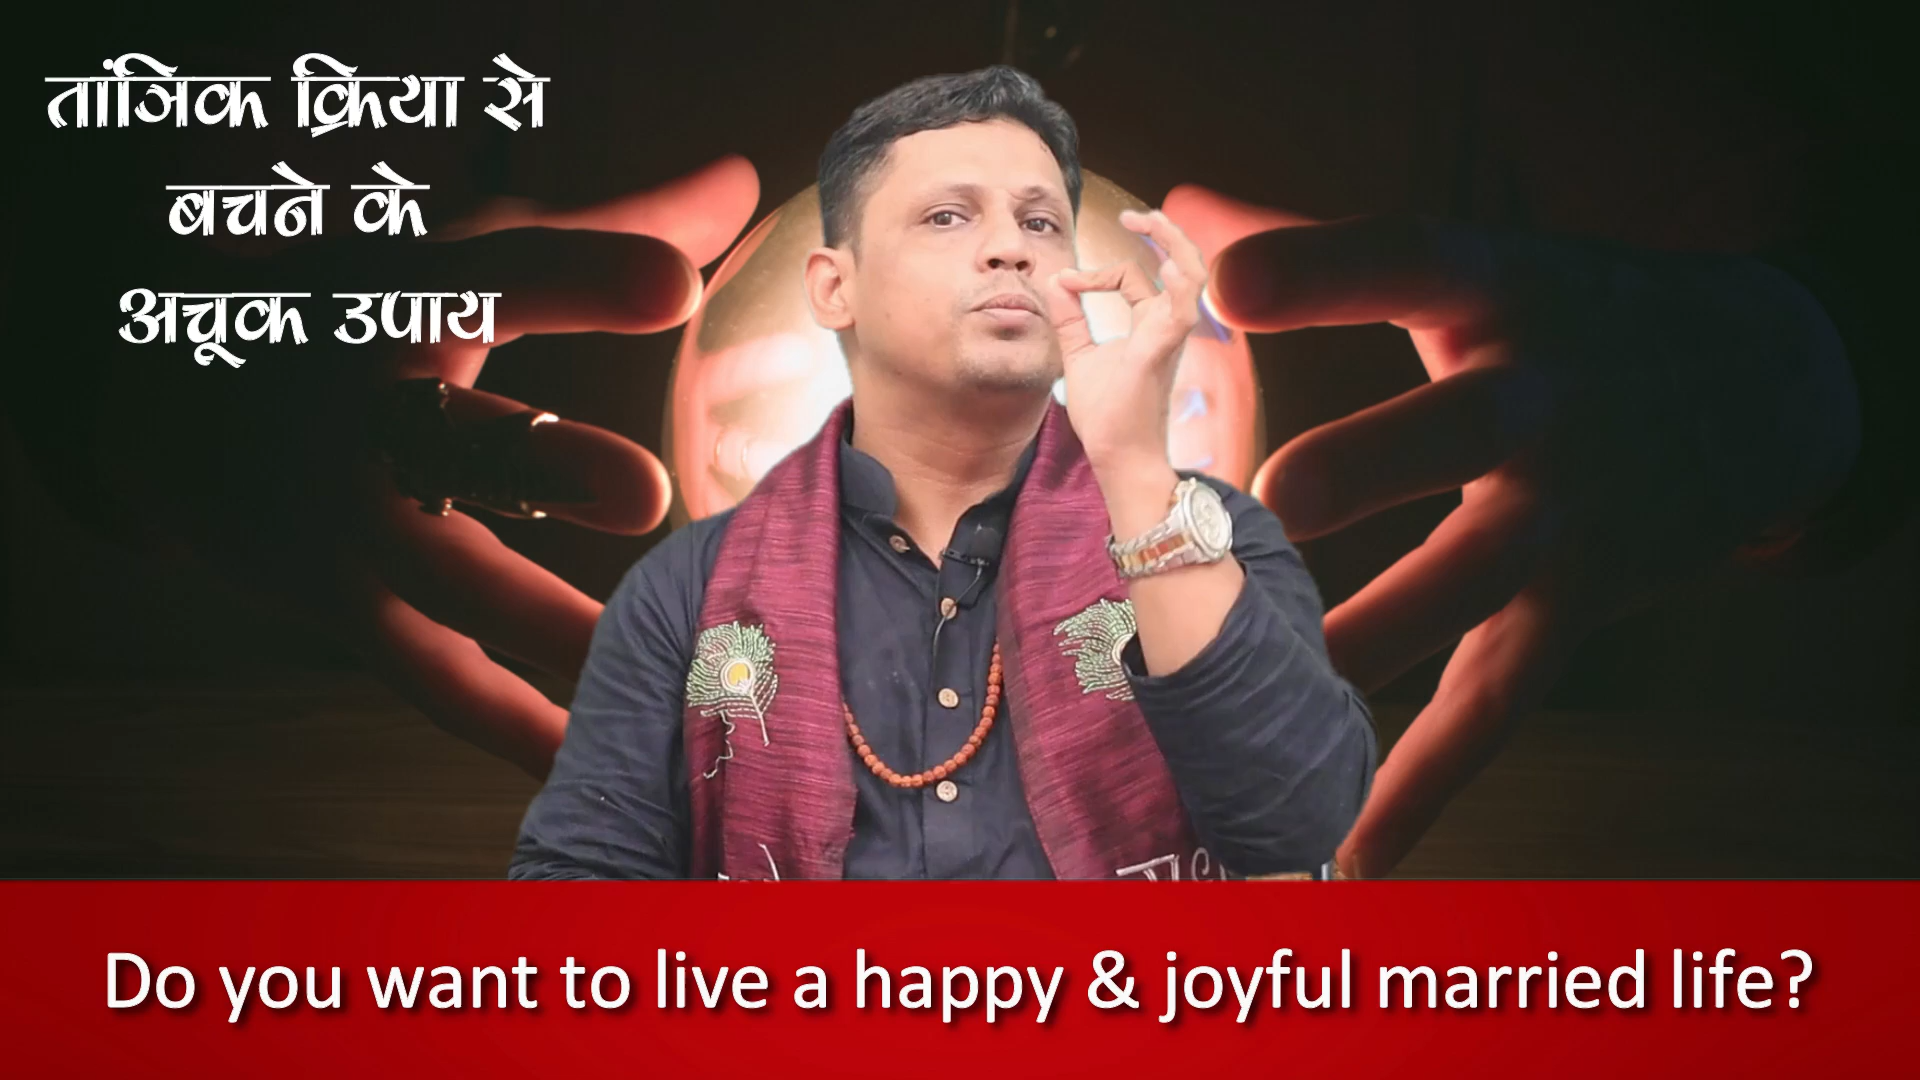 तांत्रिक क्रिया से
बचने के
अचूक उपाय
Do you want to live a happy & joyful married life?